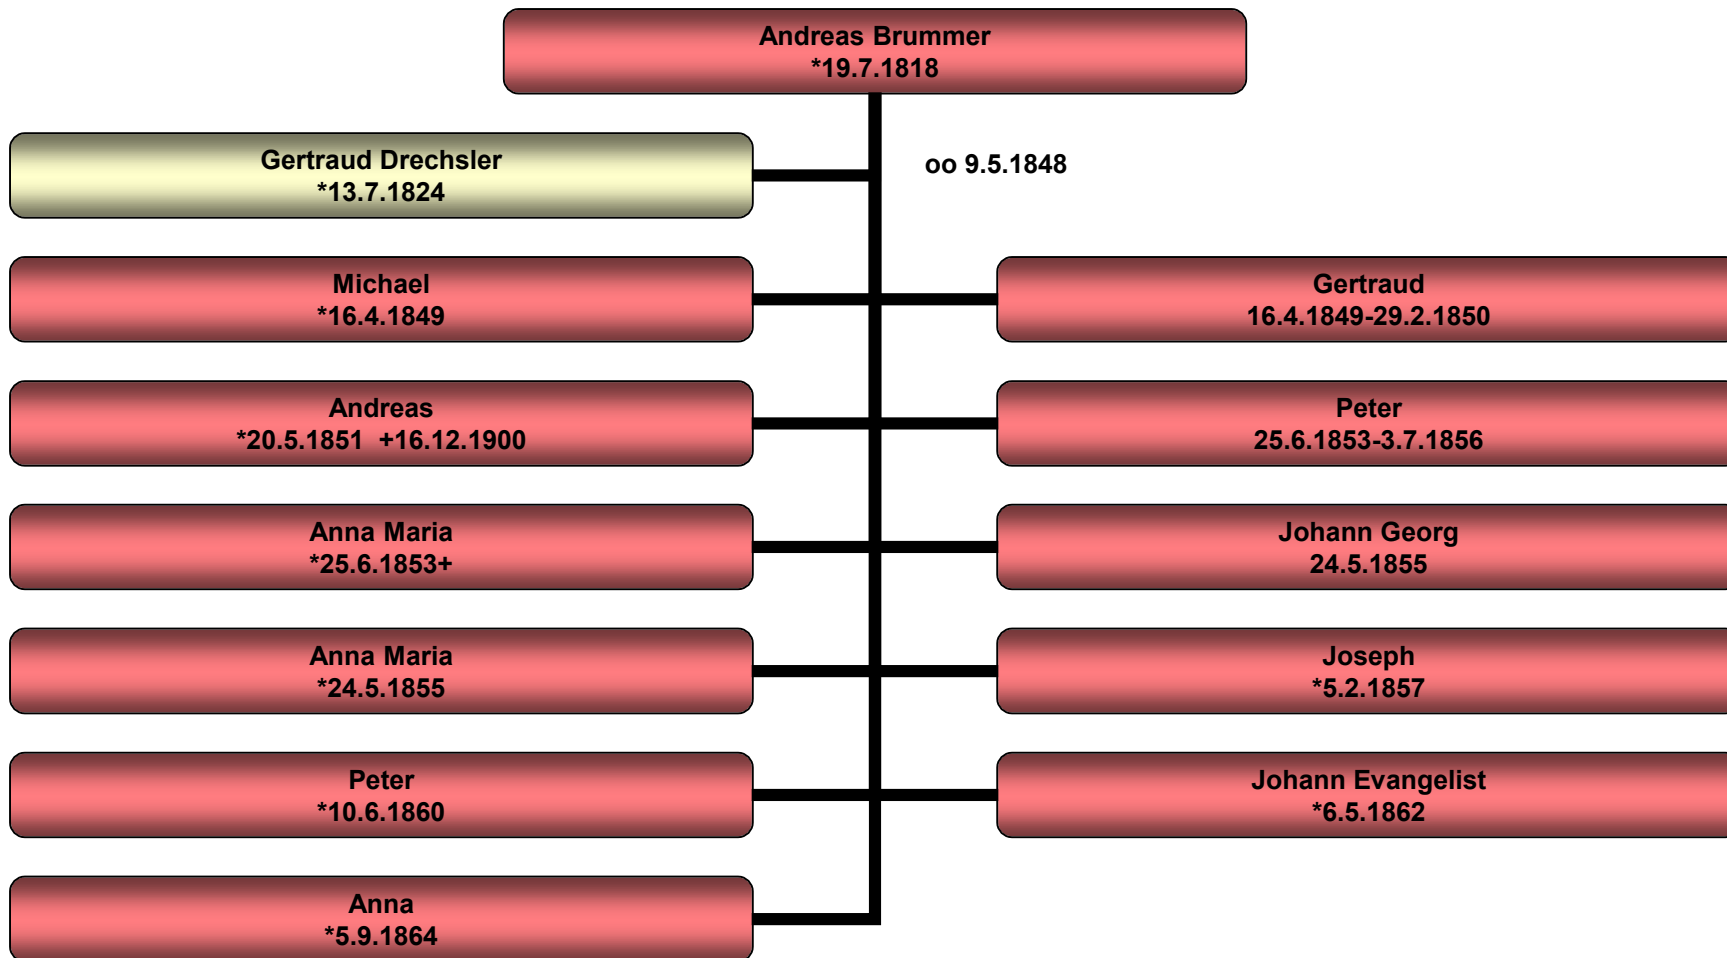 Andreas Brummer
*19.7.1818
Gertraud Drechsler
*13.7.1824
oo 9.5.1848
Michael
*16.4.1849
Gertraud
16.4.1849-29.2.1850
Andreas
*20.5.1851  +16.12.1900
Peter
25.6.1853-3.7.1856
Anna Maria
*25.6.1853+
Johann Georg
24.5.1855
Anna Maria
*24.5.1855
Joseph
*5.2.1857
Peter
*10.6.1860
Johann Evangelist
*6.5.1862
Anna
*5.9.1864